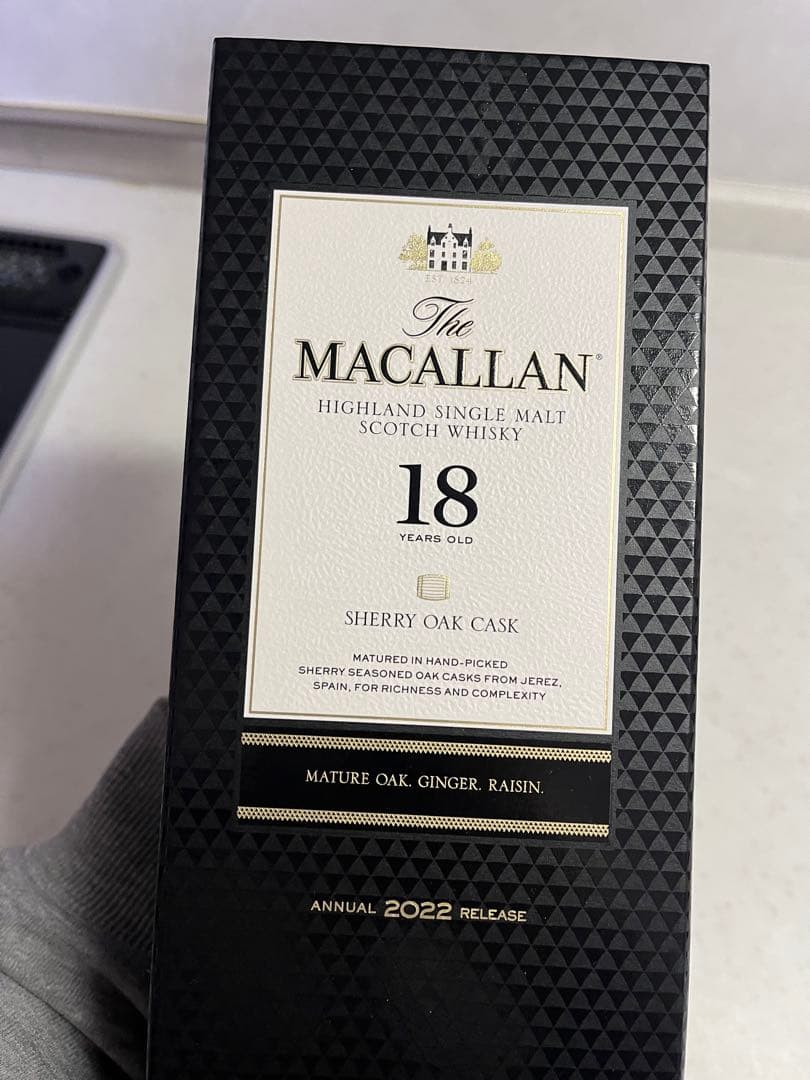 EST. 1824
The
MACALLAN®
HIGHLAND SINGLE MALT
SCOTCH WHISKY
18
YEARS OLD
SHERRY OAK CASK
MATURED IN HAND-PICKED
SHERRY SEASONED OAK CASKS FROM JEREZ,
SPAIN, FOR RICHNESS AND COMPLEXITY
MATURE OAK. GINGER. RAISIN.
ANNUAL 2022 RELEASE